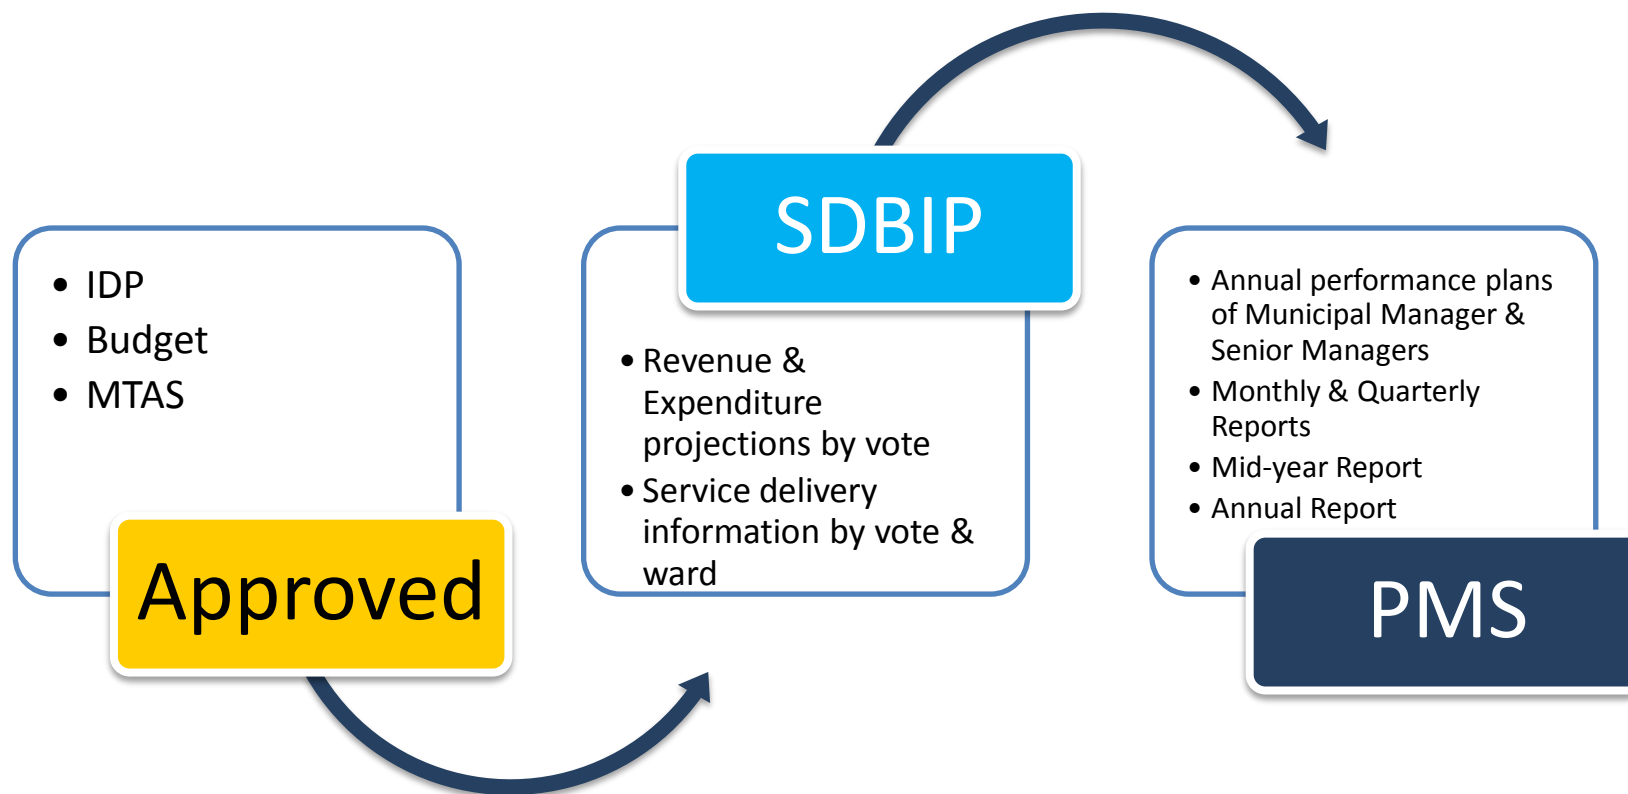 • IDP
• Budget
• MTAS
Approved
SDBIP
• Revenue &
Expenditure
projections by vote
• Service delivery
information by vote &
ward
• Annual performance plans
of Municipal Manager &
Senior Managers
• Monthly & Quarterly
Reports
• Mid-year Report
• Annual Report
PMS